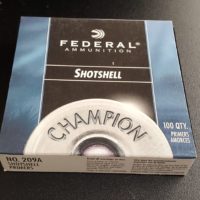 FEDERAL
AMMUNITION
SHOTSHELL
100 QTY.
PRIMERS
AMORCES
CHAMPION
NO. 209A
SHOTSHELL
PRIMERS